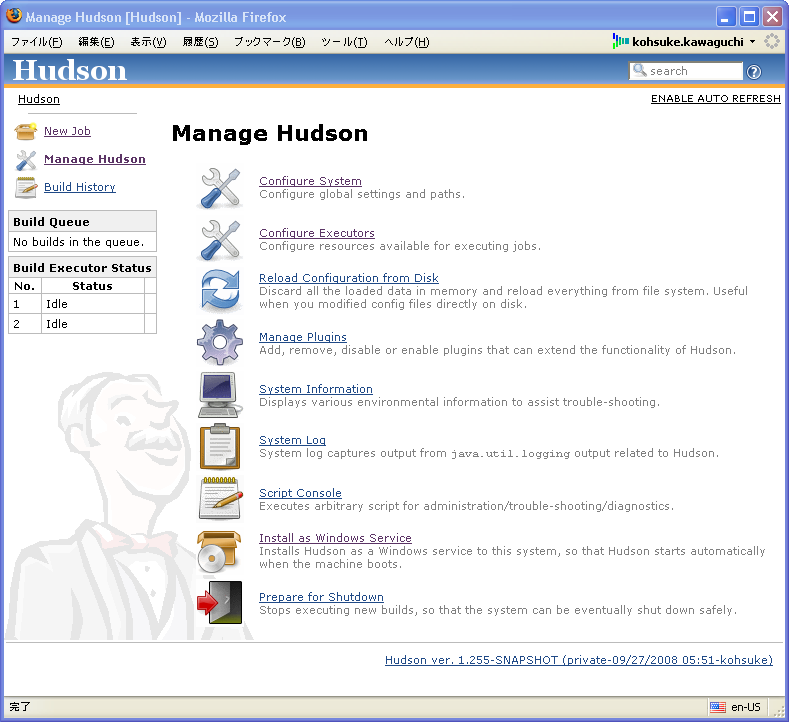 Manage Hudson [Hudson] - Mozilla Firefox
ファイル(F) 編集(E) 表示(V) 履歴(S) ブックマーク(B) ツール(T) ヘルプ(H) kohsuke.kawaguchi
Hudson
search
?
Hudson
ENABLE AUTO REFRESH
New Job
Manage Hudson
Build History
Build Queue
No builds in the queue.
Build Executor Status
No. Status
1 Idle
2 Idle
Manage Hudson
Configure System
Configure global settings and paths.
Configure Executors
Configure resources available for executing jobs.
Reload Configuration from Disk
Discard all the loaded data in memory and reload everything from file system. Useful
when you modified config files directly on disk.
Manage Plugins
Add, remove, disable or enable plugins that can extend the functionality of Hudson.
System Information
Displays various environmental information to assist trouble-shooting.
System Log
System log captures output from java.util.logging output related to Hudson.
Script Console
Executes arbitrary script for administration/trouble-shooting/diagnostics.
Install as Windows Service
Installs Hudson as a Windows service to this system, so that Hudson starts automatically
when the machine boots.
Prepare for Shutdown
Stops executing new builds, so that the system can be eventually shut down safely.
Hudson ver. 1.255-SNAPSHOT (private-09/27/2008 05:51-kohsuke)
完了
en-US